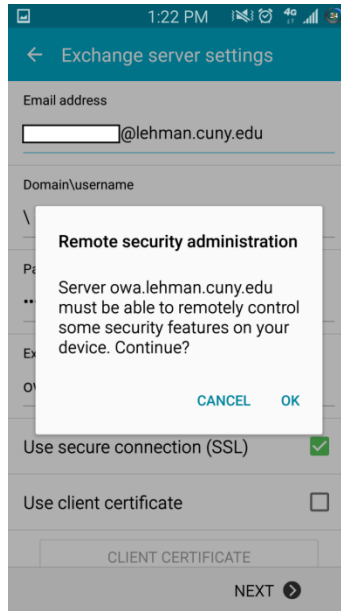 1:22 PM 4G
Exchange server settings
Email address
@lehman.cuny.edu
Domain\username
\
Remote security administration
Server owa.lehman.cuny.edu
must be able to remotely control
some security features on your
device. Continue?
CANCEL OK
Use secure connection (SSL)
Use client certificate
CLIENT CERTIFICATE
NEXT